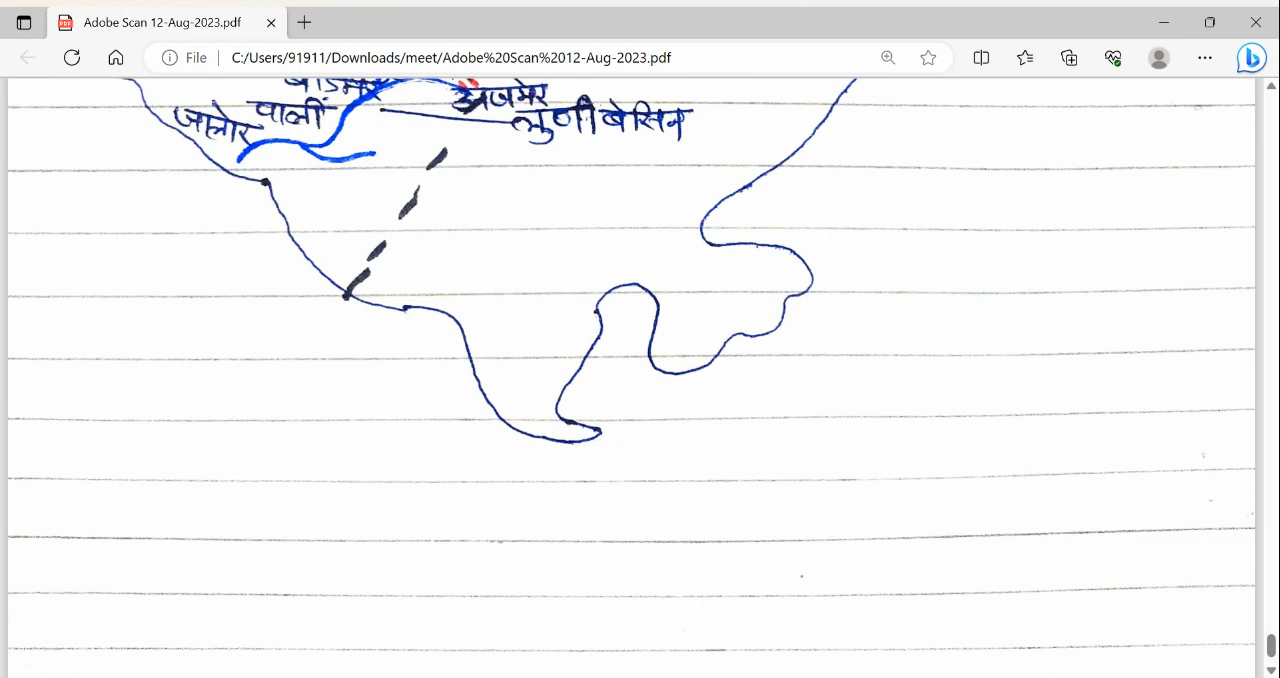 Adobe Scan 12-Aug-2023.pdf
File C:/Users/91911/Downloads/meet/Adobe%20Scan%2012-Aug-2023.pdf
अजमेर
जालोर पाली लुणी बेसिन